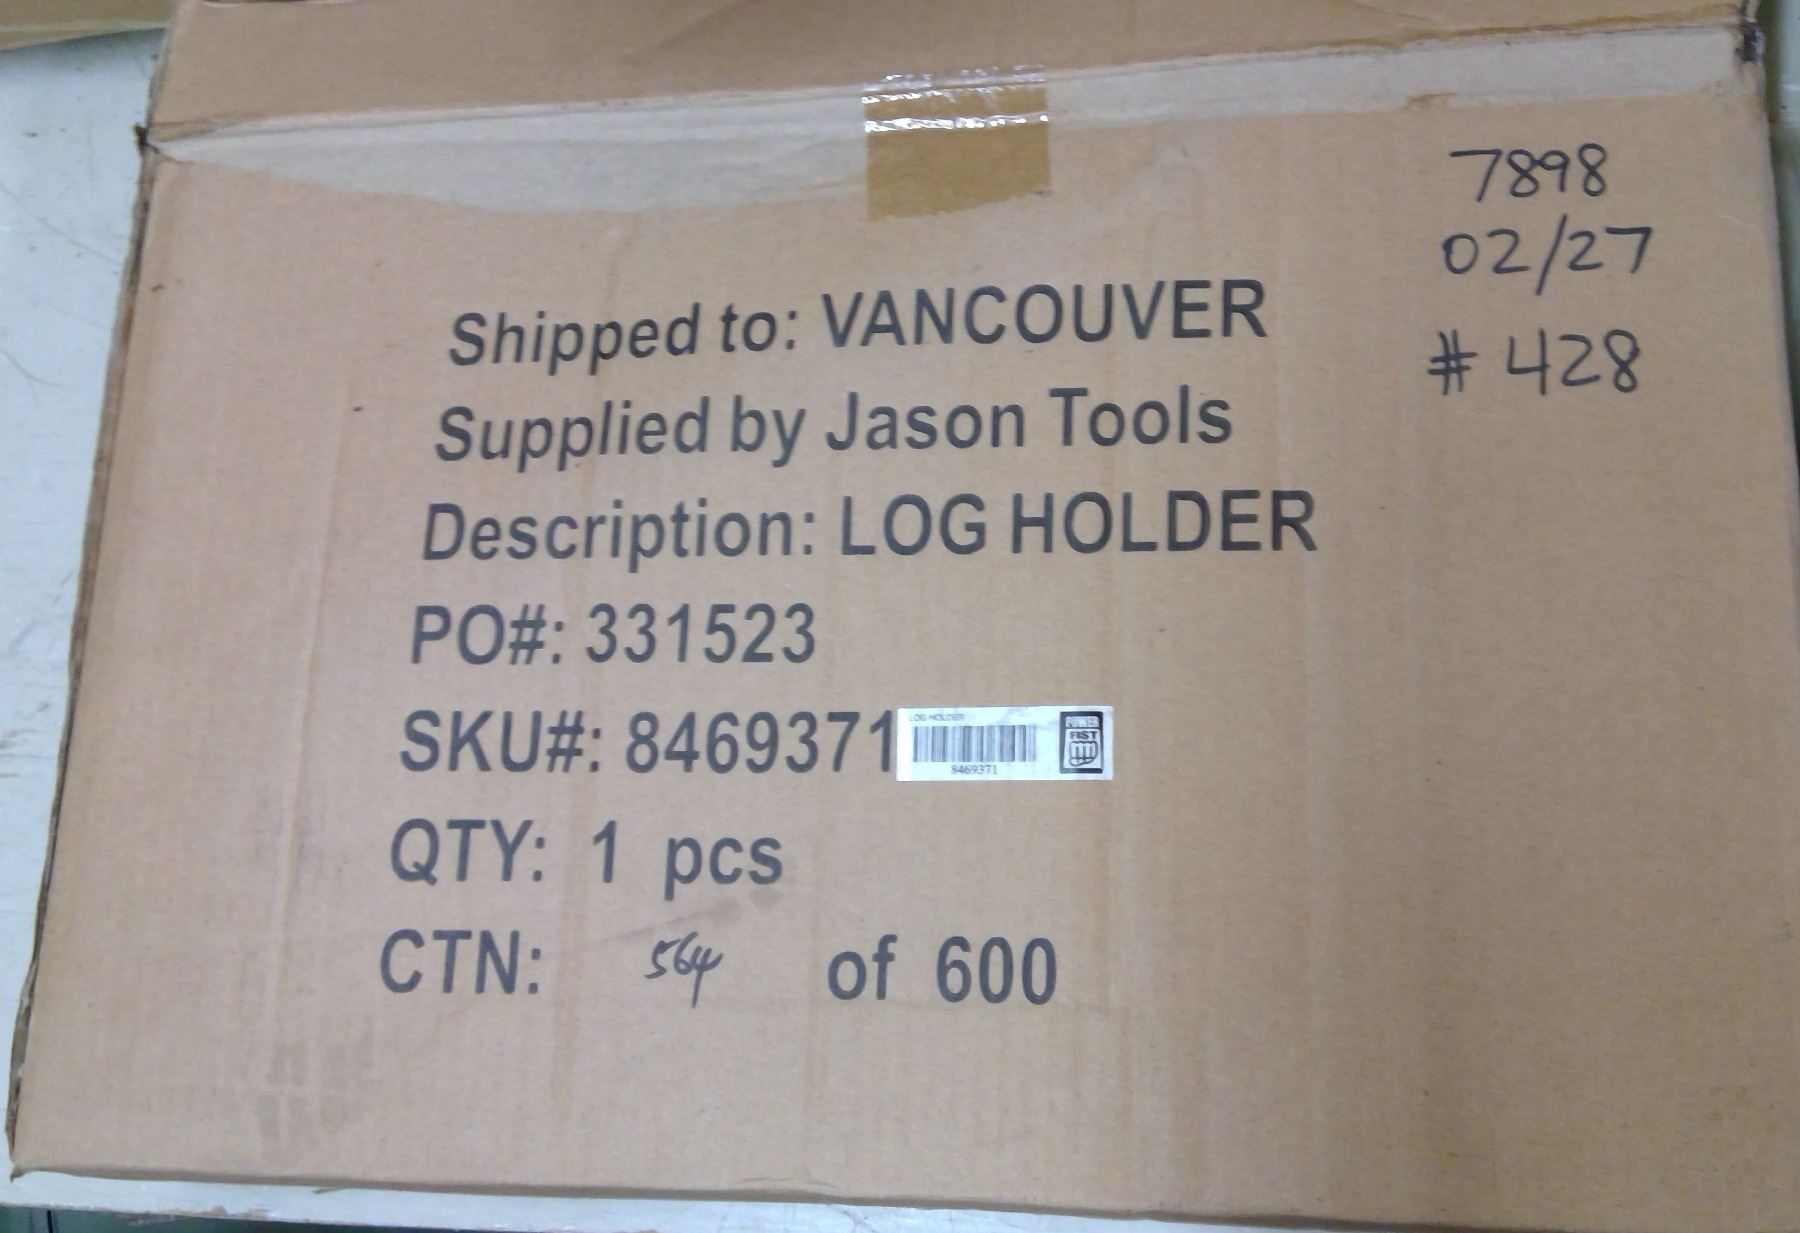 7898
02/27
# 428
Shipped to: VANCOUVER
Supplied by Jason Tools
Description: LOG HOLDER
PO#: 331523
SKU#: 8469371
LOG HOLDER
8469371
POWER
FIST
QTY: 1 pcs
CTN: 564 of 600